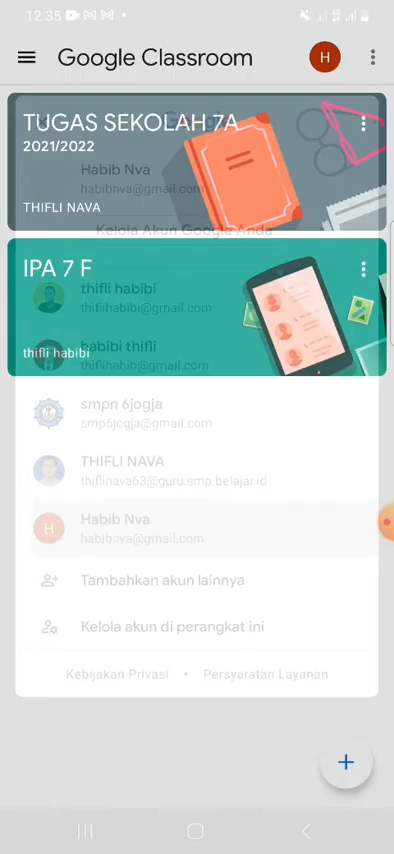 12:35
Google Classroom
H
TUGAS SEKOLAH 7A
Google
2021/2022
Habib Nva
habibnva@gmail.com
THIFLI NAVA
Kelola Akun Google Anda
IPA 7 F
thifli habibi
thiflihabibi@gmail.com
habibi thifli
thiflihabib@gmail.com
thifli habibi
smpn 6jogja
smp6jogja@gmail.com
THIFLI NAVA
thiflinava63@guru.smp.belajar.id
H
Habib Nva
habibnva@gmail.com
Tambahkan akun lainnya
Kelola akun di perangkat ini
Kebijakan Privasi • Persyaratan Layanan